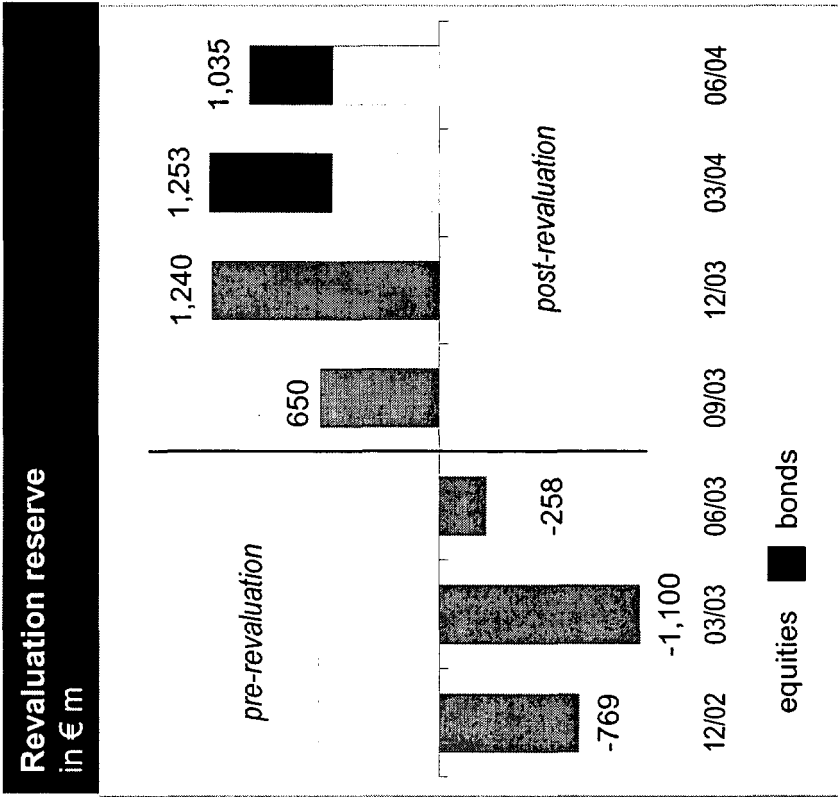 Revaluation reserve
in € m
pre-revaluation
post-revaluation
-769
-1,100
-258
650
1,240
1,253
1,035
12/02
03/03
06/03
09/03
12/03
03/04
06/04
equities
bonds